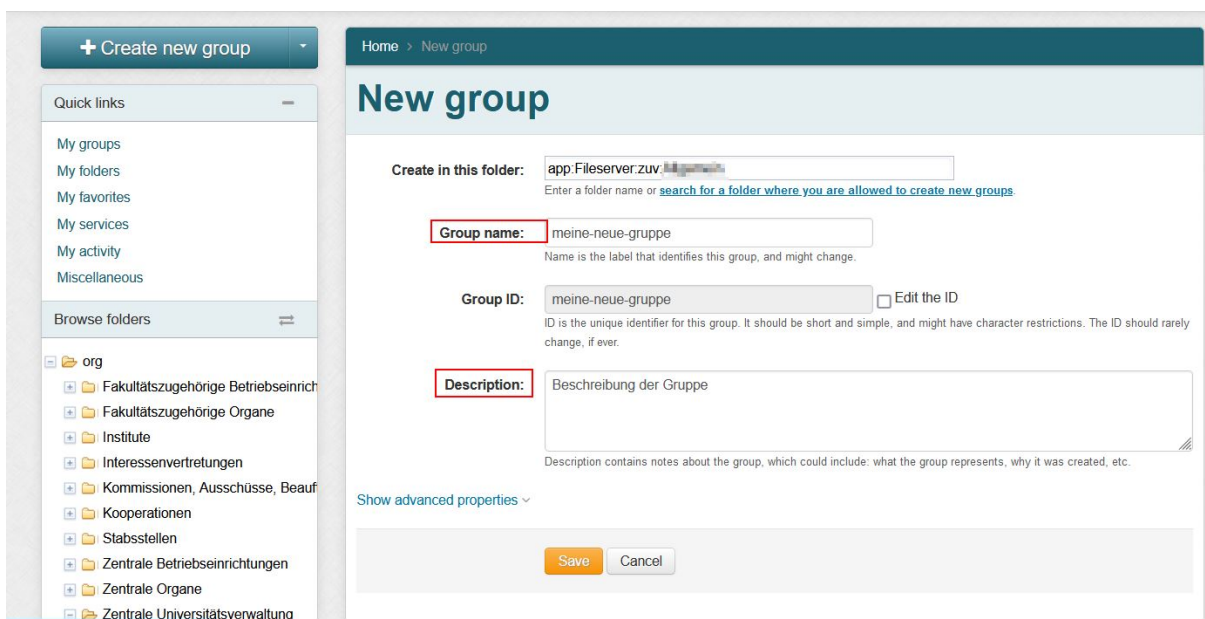 + Create new group
Quick links
My groups
My folders
My favorites
My services
My activity
Miscellaneous
Browse folders
org
Fakultätszugehörige Betriebseinrich
Fakultätszugehörige Organe
Institute
Interessenvertretungen
Kommissionen, Ausschüsse, Beauf
Kooperationen
Stabsstellen
Zentrale Betriebseinrichtungen
Zentrale Organe
Zentrale Universitätsverwaltung
Home > New group
New group
Create in this folder: app:Fileserver:zuv:
Enter a folder name or search for a folder where you are allowed to create new groups.
Group name: meine-neue-gruppe
Name is the label that identifies this group, and might change.
Group ID: meine-neue-gruppe Edit the ID
ID is the unique identifier for this group. It should be short and simple, and might have character restrictions. The ID should rarely
change, if ever.
Description: Beschreibung der Gruppe
Description contains notes about the group, which could include: what the group represents, why it was created, etc.
Show advanced properties
Save Cancel